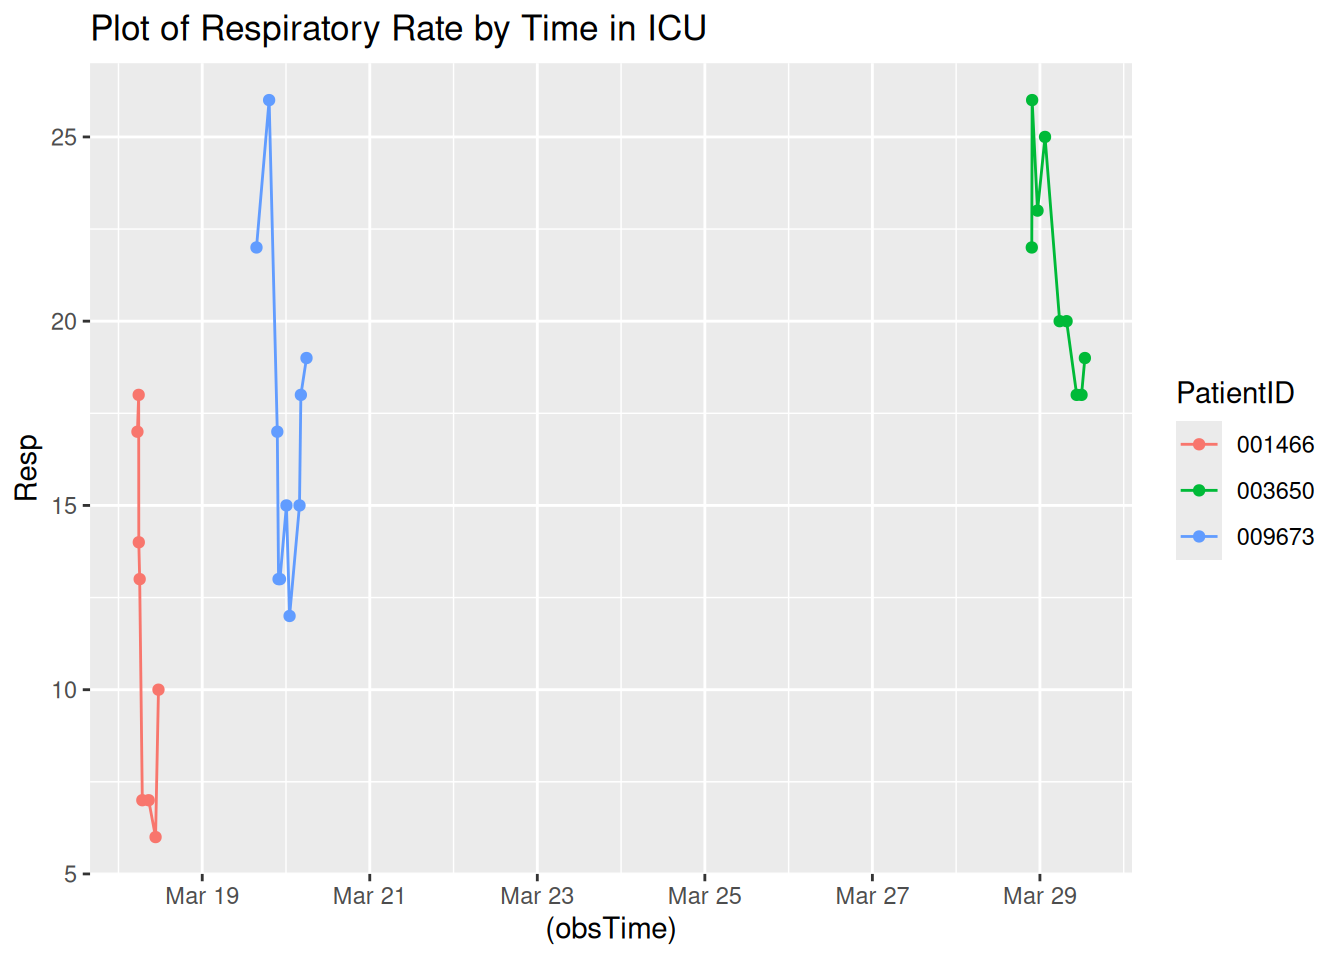 Plot of Respiratory Rate by Time in ICU
25
20
15
10
5
Resp
Mar 19 Mar 21 Mar 23 Mar 25 Mar 27 Mar 29
(obsTime)
PatientID
001466
003650
009673